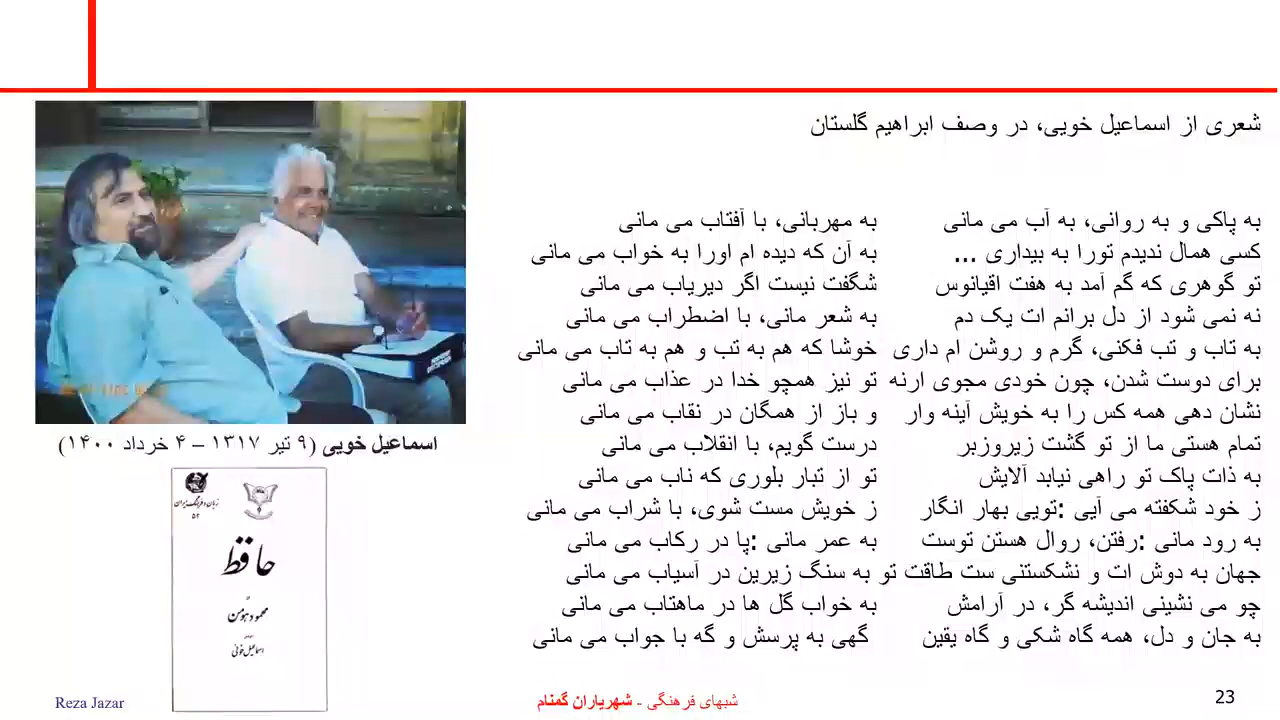 شعری از اسماعیل خویی، در وصف ابراهیم گلستان
به پاکی و به روانی، به آب می مانی به مهربانی، با آفتاب می مانی
کسی همال ندیدم تورا به بیداری ... به آن که دیده ام اورا به خواب می مانی
تو گوهری که گم آمد به هفت اقیانوس شگفت نیست اگر دیریاب می مانی
نه نمی شود از دل برانم ات یک دم به شعر مانی، با اضطراب می مانی
به تاب و تب فکنی، گرم و روشن ام داری خوشا که هم به تب و هم به تاب می مانی
برای دوست شدن، چون خودی مجوی ارنه تو نیز همچو خدا در عذاب می مانی
نشان دهی همه کس را به خویش آینه وار و باز از همگان در نقاب می مانی
تمام هستی ما از تو گشت زیروزبر درست گویم، با انقلاب می مانی
به ذات پاک تو راهی نیابد آلایش تو از تبار بلوری که ناب می مانی
ز خود شکفته می آیی :تویی بهار انگار ز خویش مست شوی، با شراب می مانی
به رود مانی :رفتن، روال هستن توست به عمر مانی :پا در رکاب می مانی
جهان به دوش ات و نشکستنی ست طاقت تو به سنگ زیرین در آسیاب می مانی
چو می نشینی اندیشه گر، در آرامش به خواب گل ها در ماهتاب می مانی
به جان و دل، همه گاه شکی و گاه یقین گهی به پرسش و گه با جواب می مانی
اسماعیل خویی (۹ تیر ۱۳۱۷ – ۴ خرداد ۱۴۰۰)
زبان و فرهنگ ایران
۵۲
حافظ
محمود هومن
اسماعیل خوئی
Reza Jazar
شبهای فرهنگی - شهریاران گمنام
23